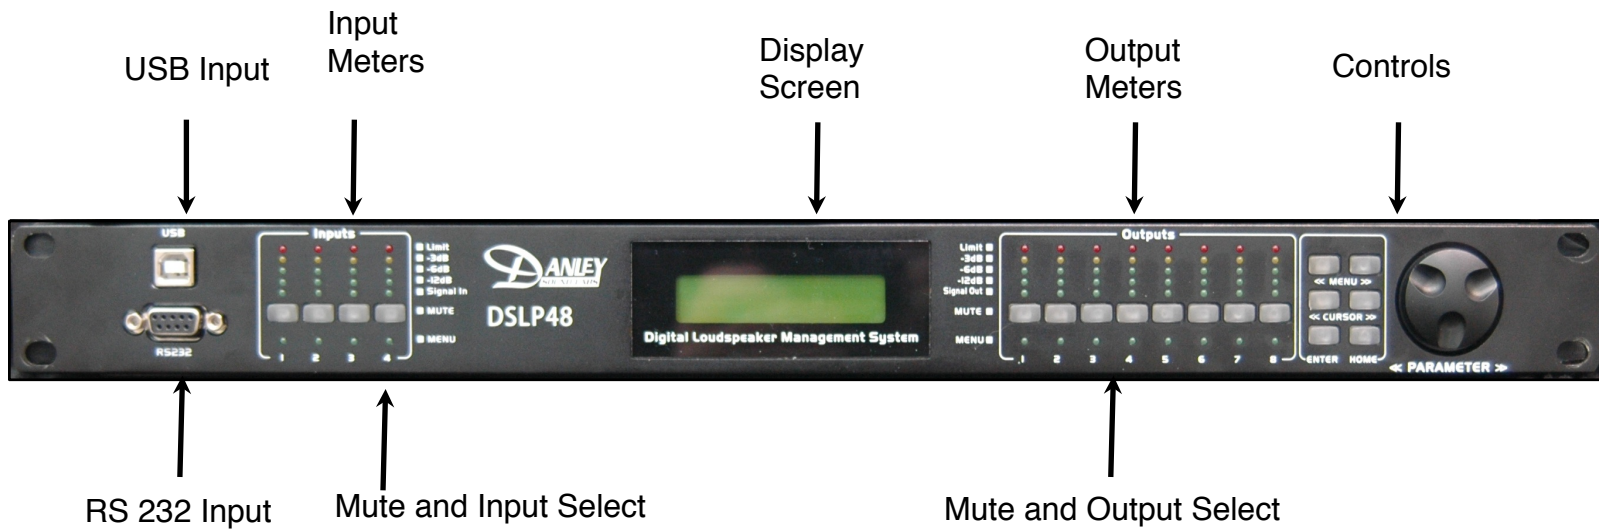 Input
Meters
USB Input
Display
Screen
Output
Meters
Controls
USB
Inputs
Limit
-3dB
-6dB
-12dB
Signal In
MUTE
MENU
1 2 3 4
RS232
DANLEY
SOUND LABS
DSLP48
Digital Loudspeaker Management System
Outputs
Limit
-3dB
-6dB
-12dB
Signal Out
MUTE
MENU
1 2 3 4 5 6 7 8
<< MENU >>
<< CURSOR >>
ENTER HOME
<< PARAMETER >>
RS 232 Input
Mute and Input Select
Mute and Output Select